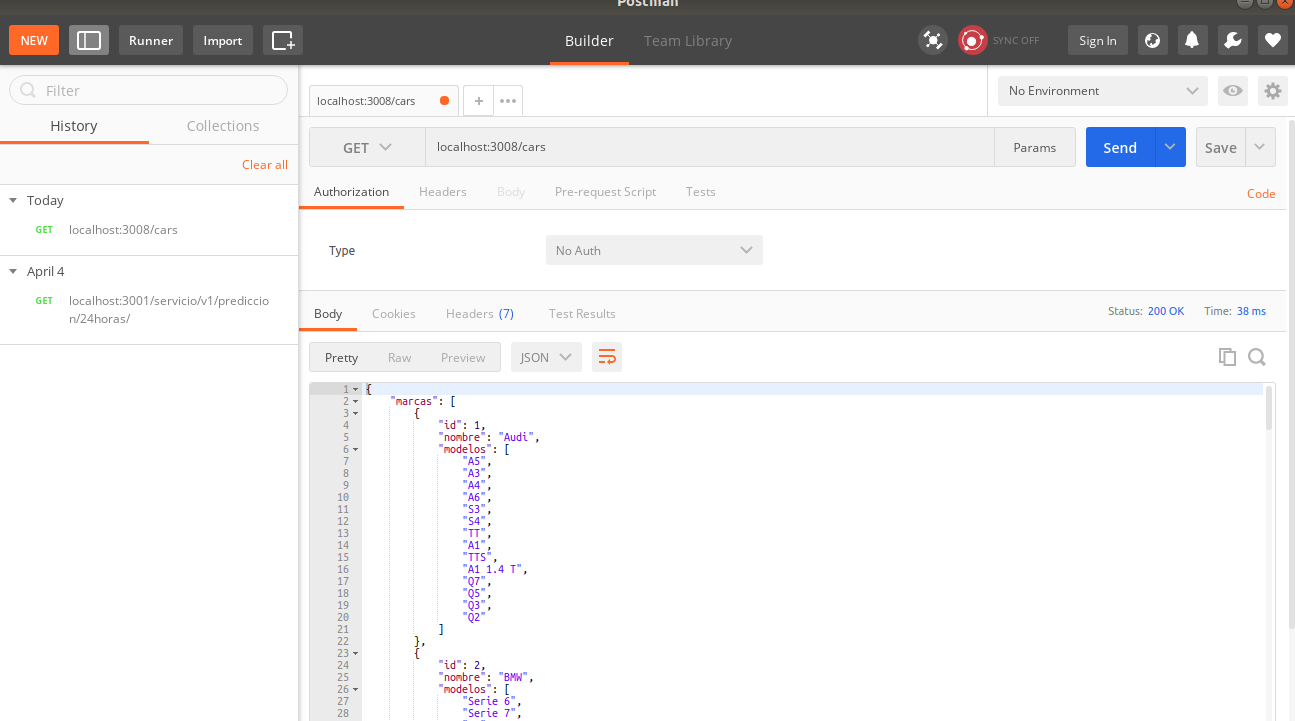 Postman
NEW Runner Import Builder Team Library SYNC OFF Sign In
Filter
History Collections
Clear all
Today
GET localhost:3008/cars
April 4
GET localhost:3001/servicio/v1/prediccio
n/24horas/
localhost:3008/cars + ••• No Environment
GET localhost:3008/cars Params Send Save
Authorization Headers Body Pre-request Script Tests Code
Type No Auth
Body Cookies Headers (7) Test Results Status: 200 OK Time: 38 ms
Pretty Raw Preview JSON
1 {
2 "marcas": [
3 {
4 "id": 1,
5 "nombre": "Audi",
6 "modelos": [
7 "A5",
8 "A3",
9 "A4",
10 "A6",
11 "S3",
12 "S4",
13 "TT",
14 "A1",
15 "TTS",
16 "A1 1.4 T",
17 "Q7",
18 "Q5",
19 "Q3",
20 "Q2"
21 ]
22 },
23 {
24 "id": 2,
25 "nombre": "BMW",
26 "modelos": [
27 "Serie 6",
28 "Serie 7",